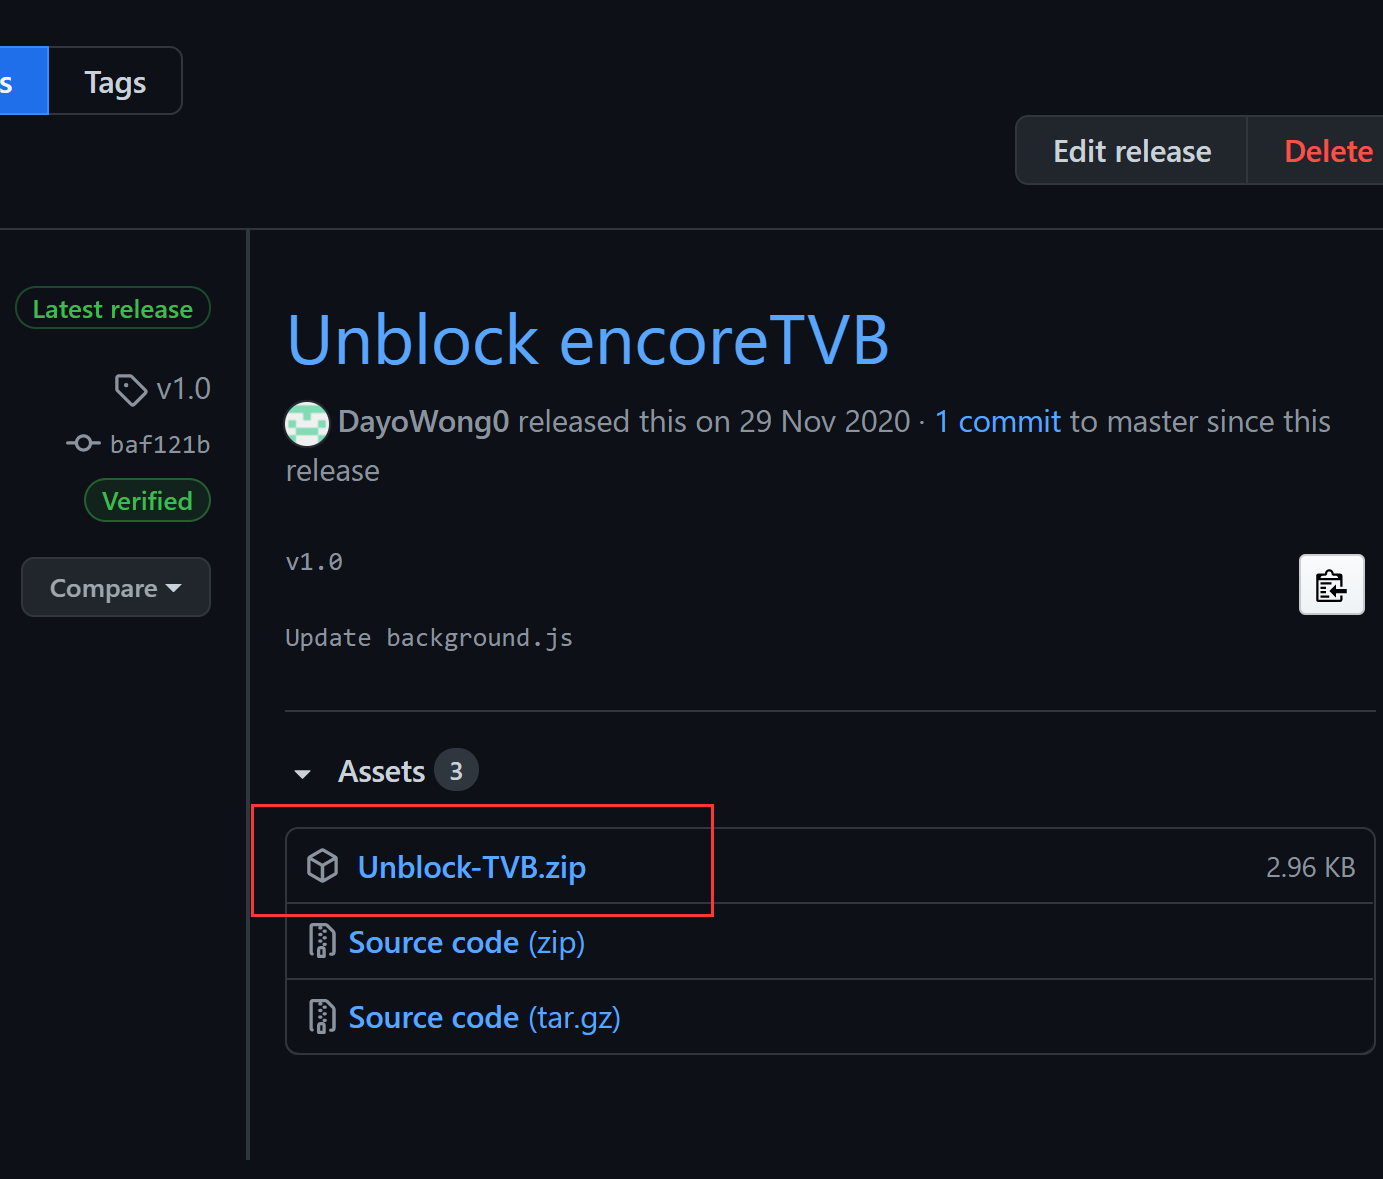 s Tags
Edit release Delete
Latest release
v1.0
baf121b
Verified
Compare
Unblock encoreTVB
DayoWong0 released this on 29 Nov 2020 · 1 commit to master since this
release
v1.0
Update background.js
Assets 3
Unblock-TVB.zip 2.96 KB
Source code (zip)
Source code (tar.gz)